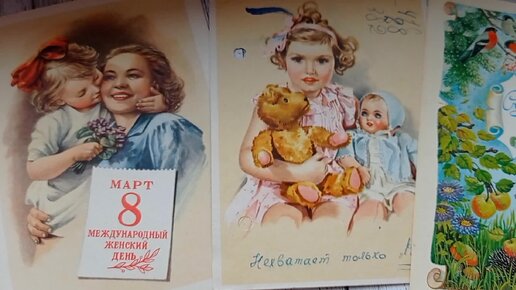 МАРТ
8
МЕЖДУНАРОДНЫЙ
ЖЕНСКИЙ
ДЕНЬ
Нехватает только